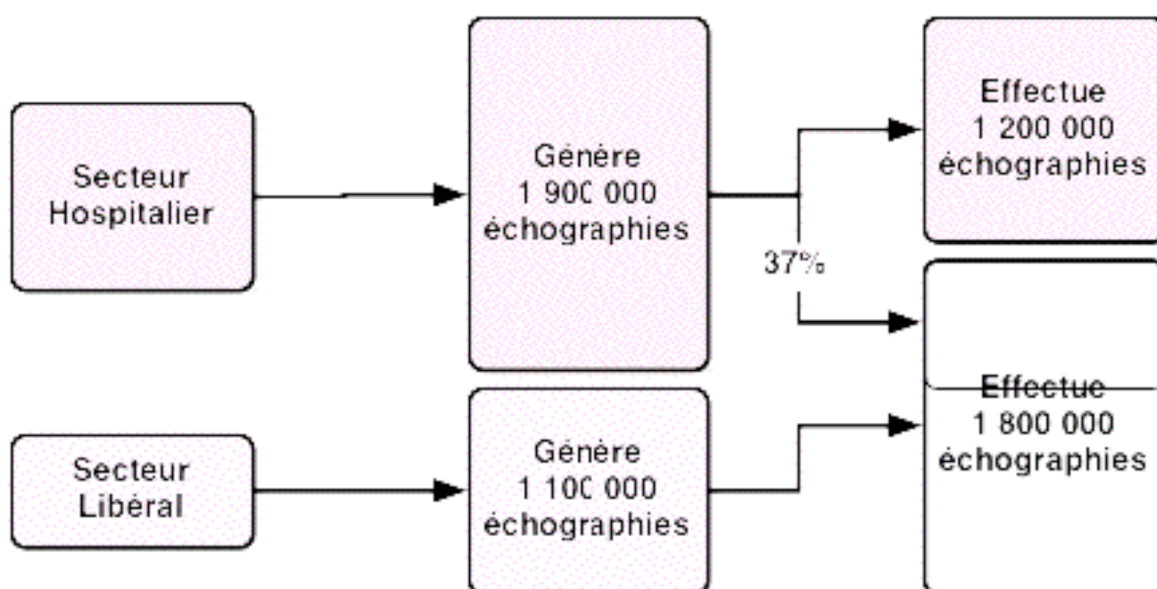 Secteur
Hospitalier
Génère
1 900 000
échographies
Effectue
1 200 000
échographies
37%
Secteur
Libéral
Génère
1 100 000
échographies
Effectue
1 800 000
échographies